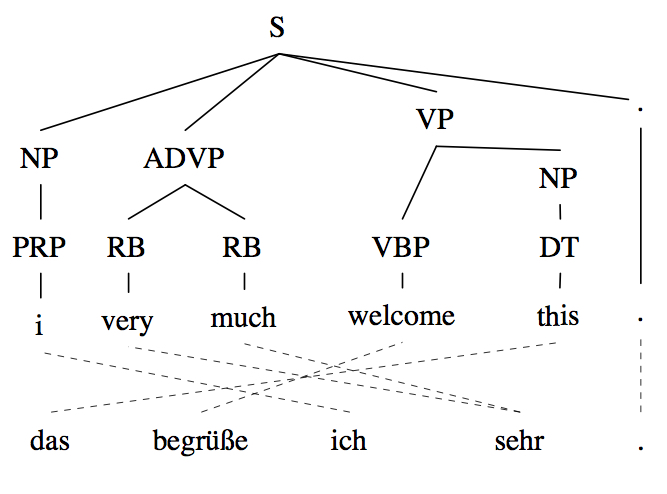 S
VP .
NP ADVP
NP
PRP RB RB VBP DT
i very much welcome this .
das begrüße ich sehr .